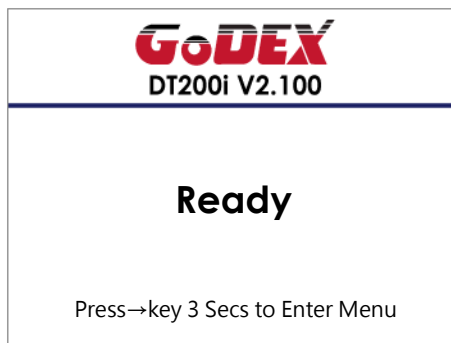 GoDEX
DT200i V2.100
Ready
Press→key 3 Secs to Enter Menu